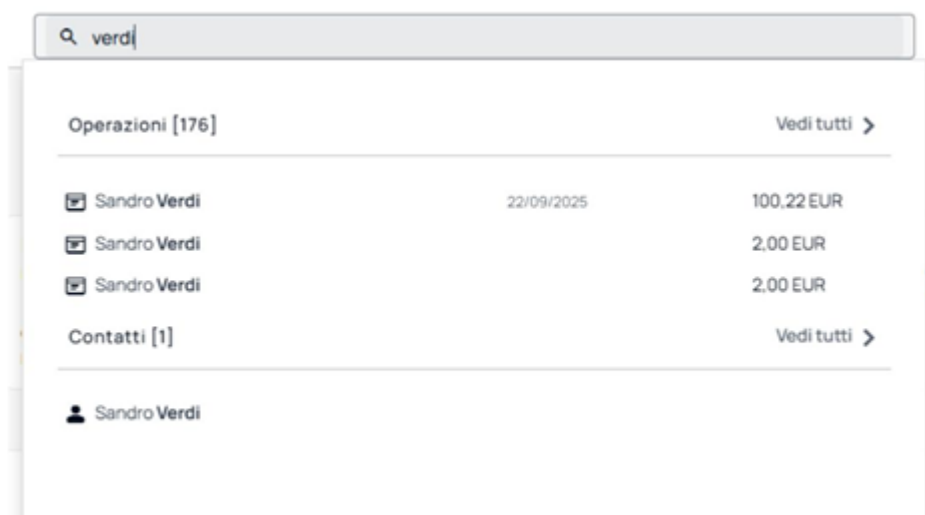 verdi
Operazioni [176] Vedi tutti
Sandro Verdi 22/09/2025 100,22 EUR
Sandro Verdi 2,00 EUR
Sandro Verdi 2,00 EUR
Contatti [1] Vedi tutti
Sandro Verdi